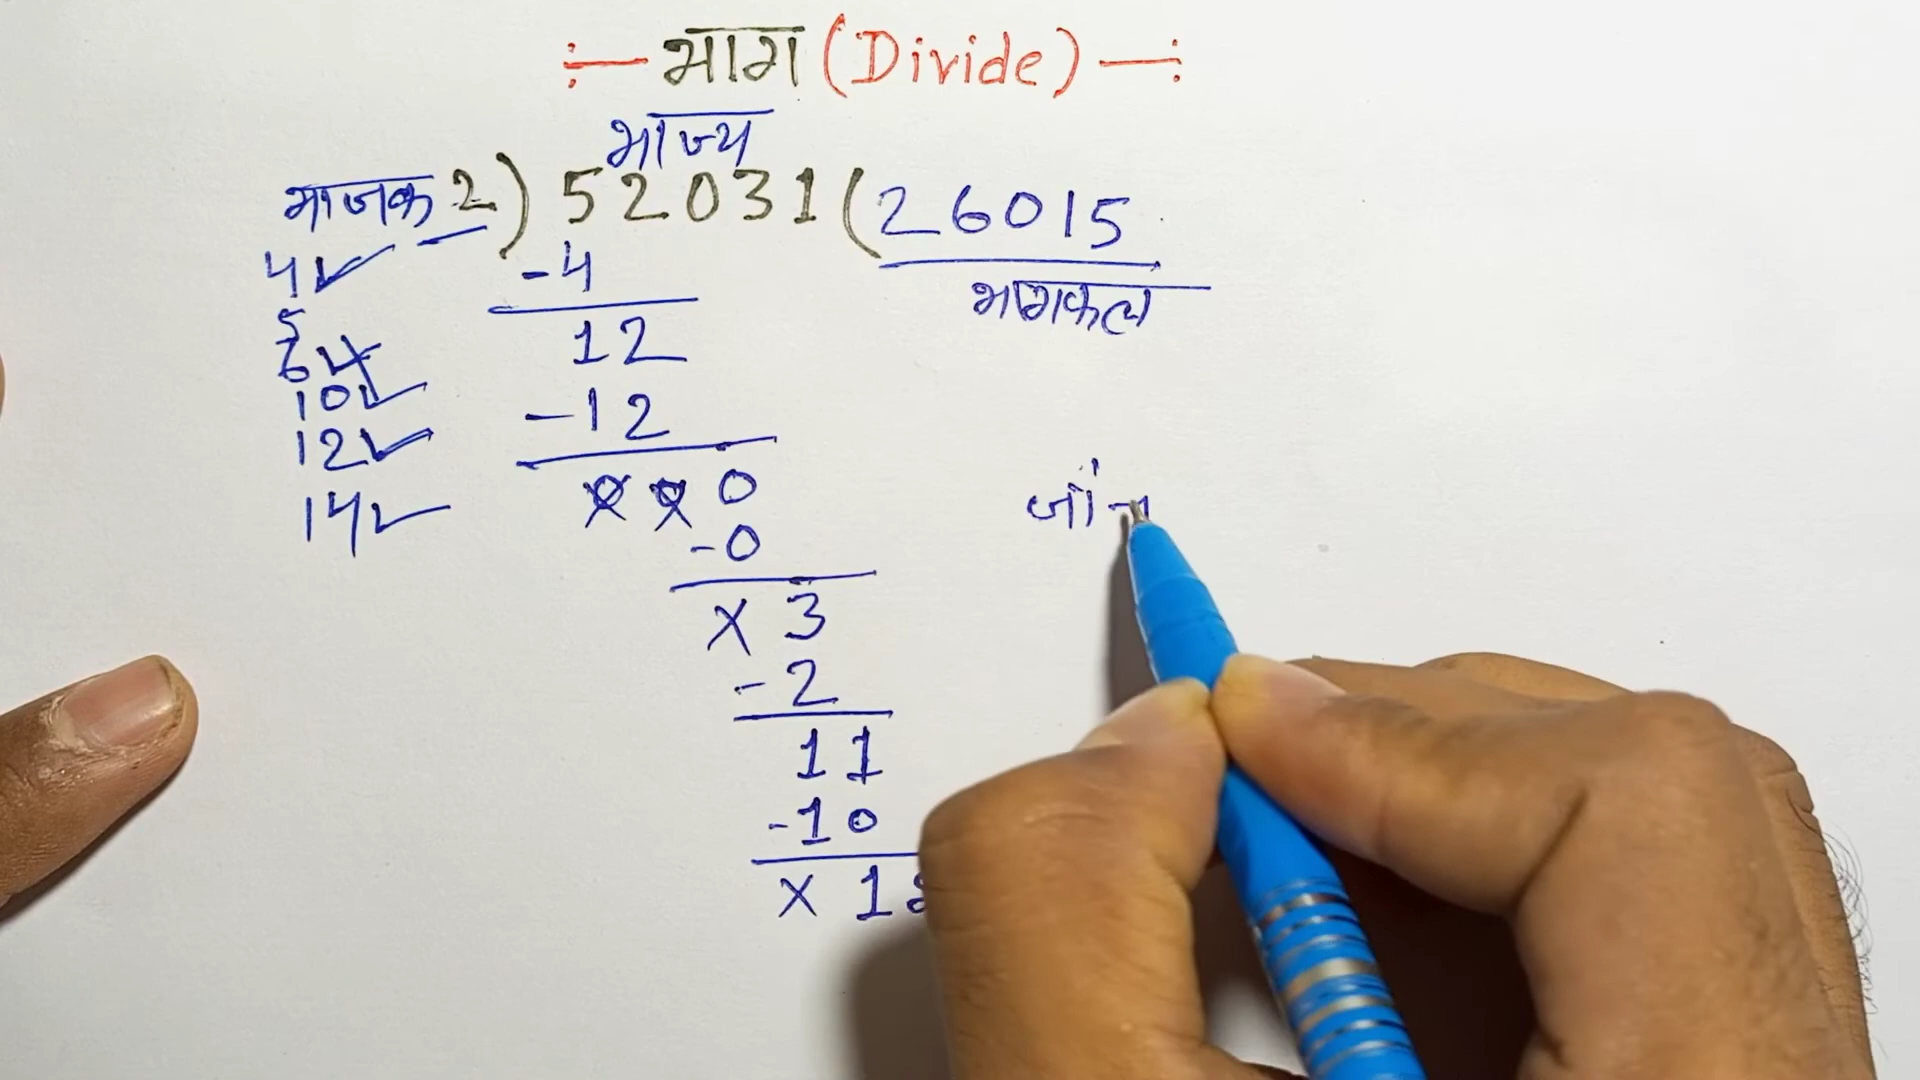 :— भाग (Divide) —:
भाज्य
भाजक 2) 52031 (26015
भागफल
-4
12
-12
0
-0
x 3
-2
11
-10
x 1
4 ✓
5
6
10 ✓
12 ✓
14 ✓